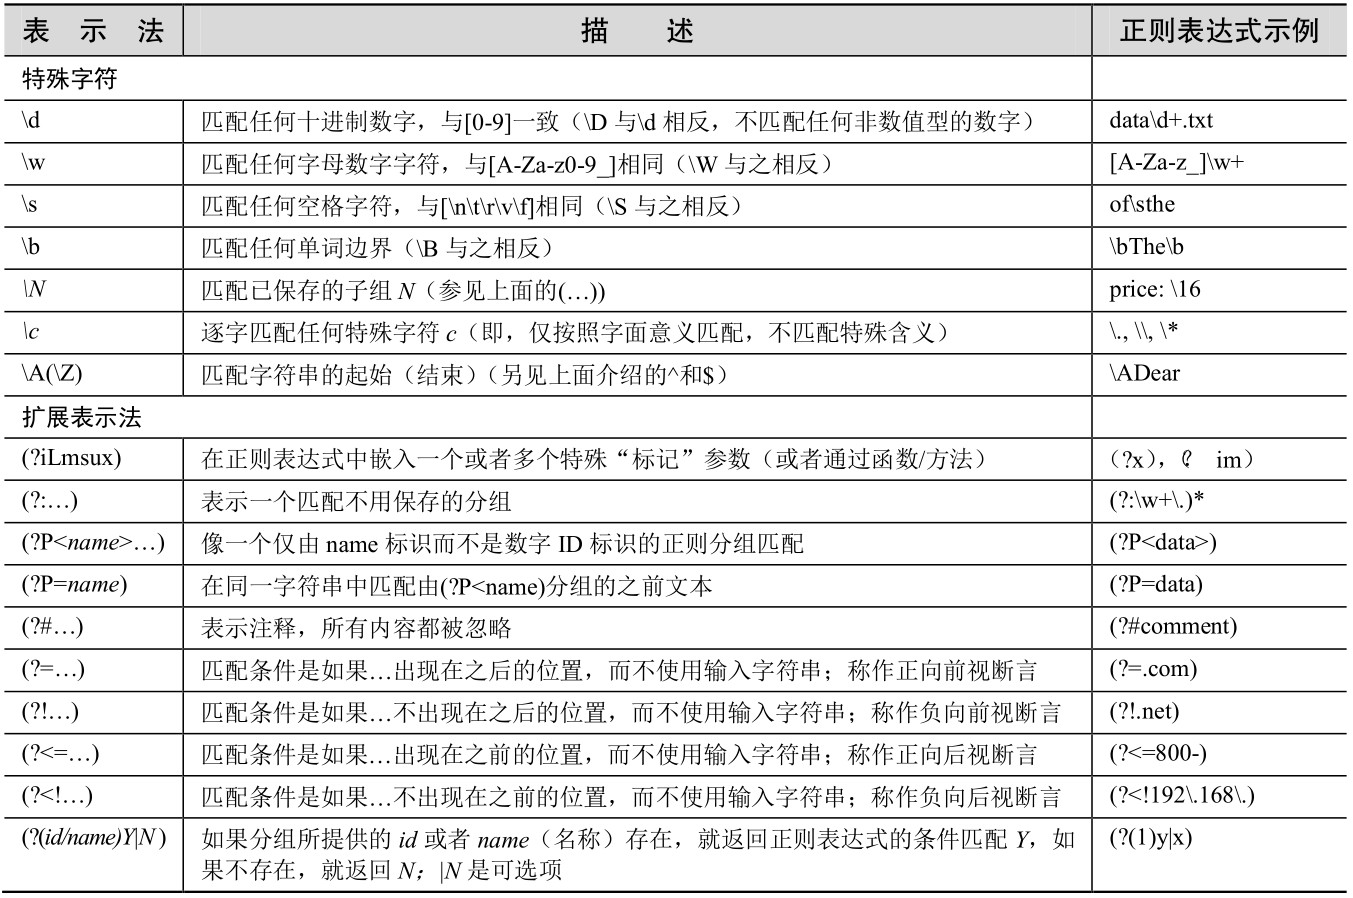 表 示 法 描 述 正则表达式示例
特殊字符
\d 匹配任何十进制数字，与[0-9]一致（\D 与\d 相反，不匹配任何非数值型的数字） data\d+.txt
\w 匹配任何字母数字字符，与[A-Za-z0-9_]相同（\W 与之相反） [A-Za-z_]\w+
\s 匹配任何空格字符，与[\n\t\r\v\f]相同（\S 与之相反） of\sthe
\b 匹配任何单词边界（\B 与之相反） \bThe\b
\N 匹配已保存的子组 N（参见上面的(…)) price: \16
\c 逐字匹配任何特殊字符 c（即，仅按照字面意义匹配，不匹配特殊含义） \., \\, \*
\A(\Z) 匹配字符串的起始（结束）（另见上面介绍的^和$） \ADear
扩展表示法
(?iLmsux) 在正则表达式中嵌入一个或者多个特殊“标记”参数（或者通过函数/方法） （?x），（? im）
(?:…) 表示一个匹配不用保存的分组 (?:\w+\.)*
(?P<name>…) 像一个仅由 name 标识而不是数字 ID 标识的正则分组匹配 (?P<data>)
(?P=name) 在同一字符串中匹配由(?P<name)分组的之前文本 (?P=data)
(?#…) 表示注释，所有内容都被忽略 (?#comment)
(?=…) 匹配条件是如果…出现在之后的位置，而不使用输入字符串；称作正向前视断言 (?=.com)
(?!…) 匹配条件是如果…不出现在之后的位置，而不使用输入字符串；称作负向前视断言 (?!.net)
(?<=…) 匹配条件是如果…出现在之前的位置，而不使用输入字符串；称作正向后视断言 (?<=800-)
(?<!…) 匹配条件是如果…不出现在之前的位置，而不使用输入字符串；称作负向后视断言 (?<!192\.168\.)
(?(id/name)Y|N ) 如果分组所提供的 id 或者 name（名称）存在，就返回正则表达式的条件匹配 Y，如 (?(1)y|x)
果不存在，就返回 N；|N 是可选项